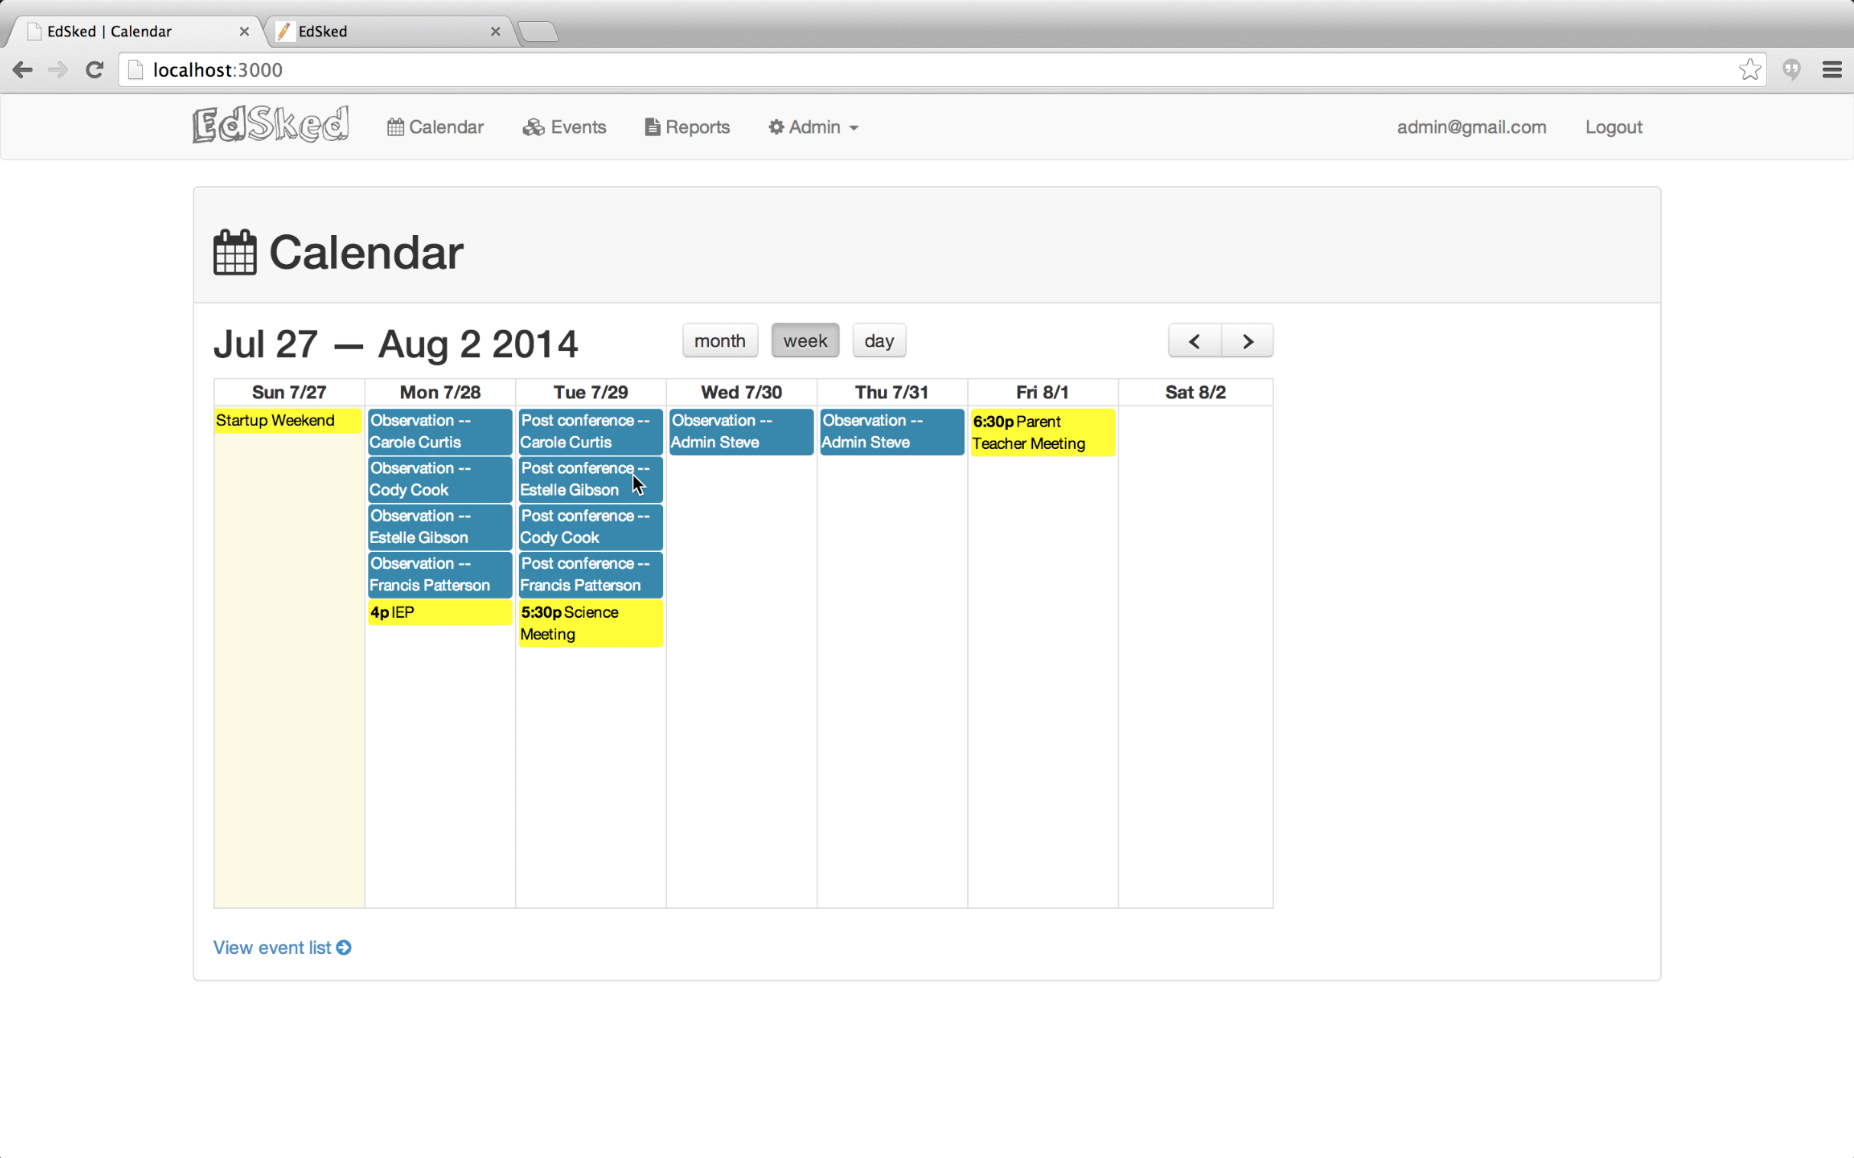 EdSked | Calendar
EdSked
localhost:3000
EdSked
Calendar
Events
Reports
Admin
admin@gmail.com
Logout
Calendar
Jul 27 — Aug 2 2014
month
week
day
Sun 7/27
Mon 7/28
Tue 7/29
Wed 7/30
Thu 7/31
Fri 8/1
Sat 8/2
Startup Weekend
Observation --
Carole Curtis
Observation --
Cody Cook
Observation --
Estelle Gibson
Observation --
Francis Patterson
4p IEP
Post conference --
Carole Curtis
Post conference --
Estelle Gibson
Post conference --
Cody Cook
Post conference --
Francis Patterson
5:30p Science
Meeting
Observation --
Admin Steve
Observation --
Admin Steve
6:30p Parent
Teacher Meeting
View event list